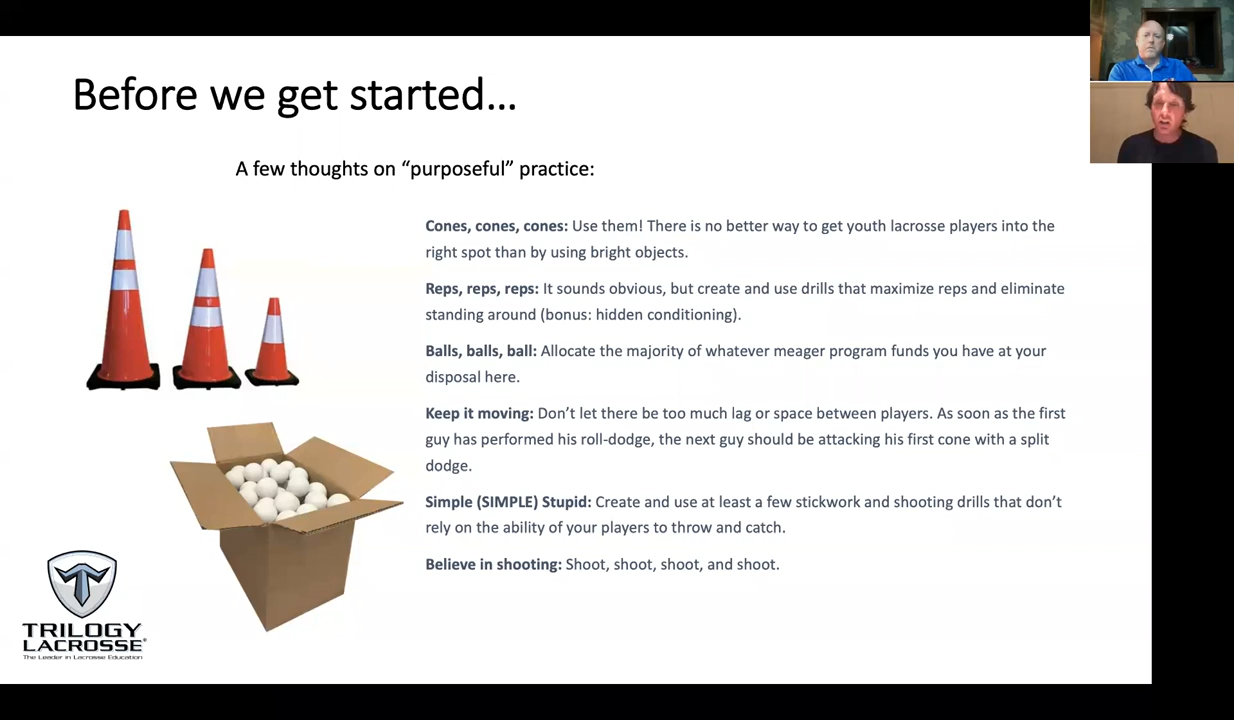 Before we get started...
A few thoughts on “purposeful” practice:
Cones, cones, cones: Use them! There is no better way to get youth lacrosse players into the
right spot than by using bright objects.
Reps, reps, reps: It sounds obvious, but create and use drills that maximize reps and eliminate
standing around (bonus: hidden conditioning).
Balls, balls, ball: Allocate the majority of whatever meager program funds you have at your
disposal here.
Keep it moving: Don’t let there be too much lag or space between players. As soon as the first
guy has performed his roll-dodge, the next guy should be attacking his first cone with a split
dodge.
Simple (SIMPLE) Stupid: Create and use at least a few stickwork and shooting drills that don’t
rely on the ability of your players to throw and catch.
Believe in shooting: Shoot, shoot, shoot, and shoot.
TRILOGY
LACROSSE®
The Leader in Lacrosse Education